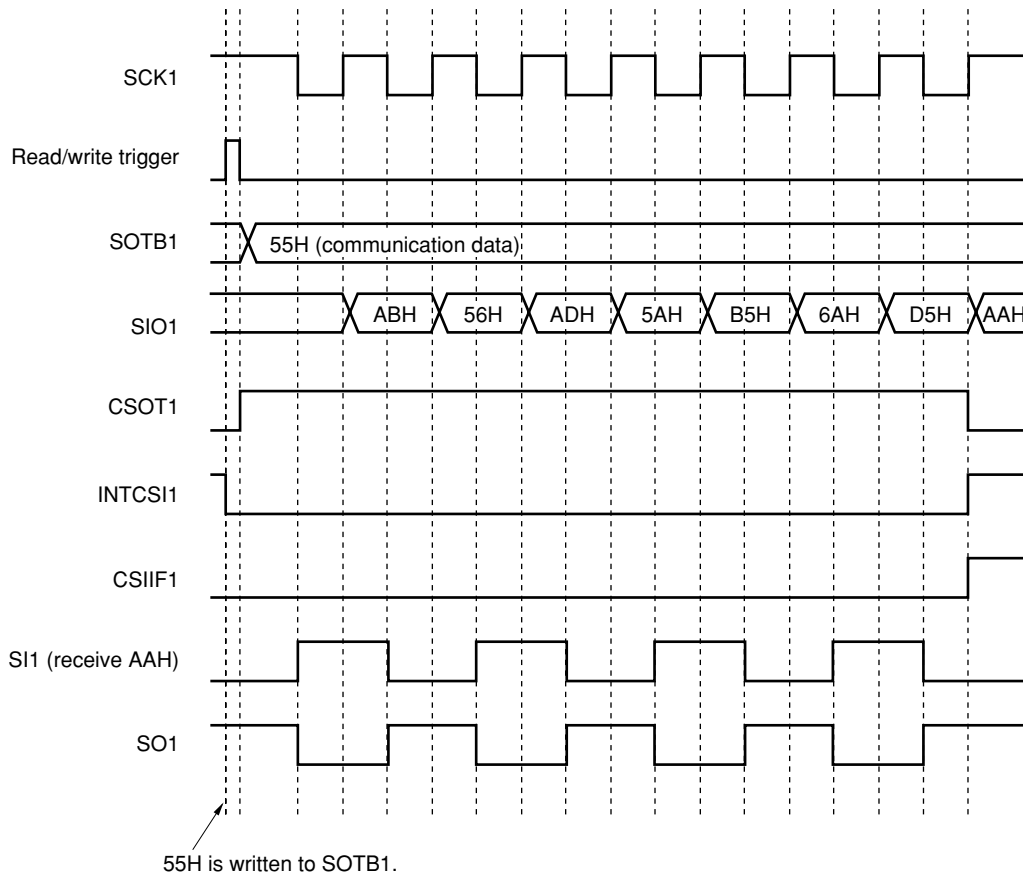 SCK1
Read/write trigger
SOTB1
55H (communication data)
SIO1
ABH 56H ADH 5AH B5H 6AH D5H AAH
CSOT1
INTCSI1
CSIIF1
SI1 (receive AAH)
SO1
55H is written to SOTB1.